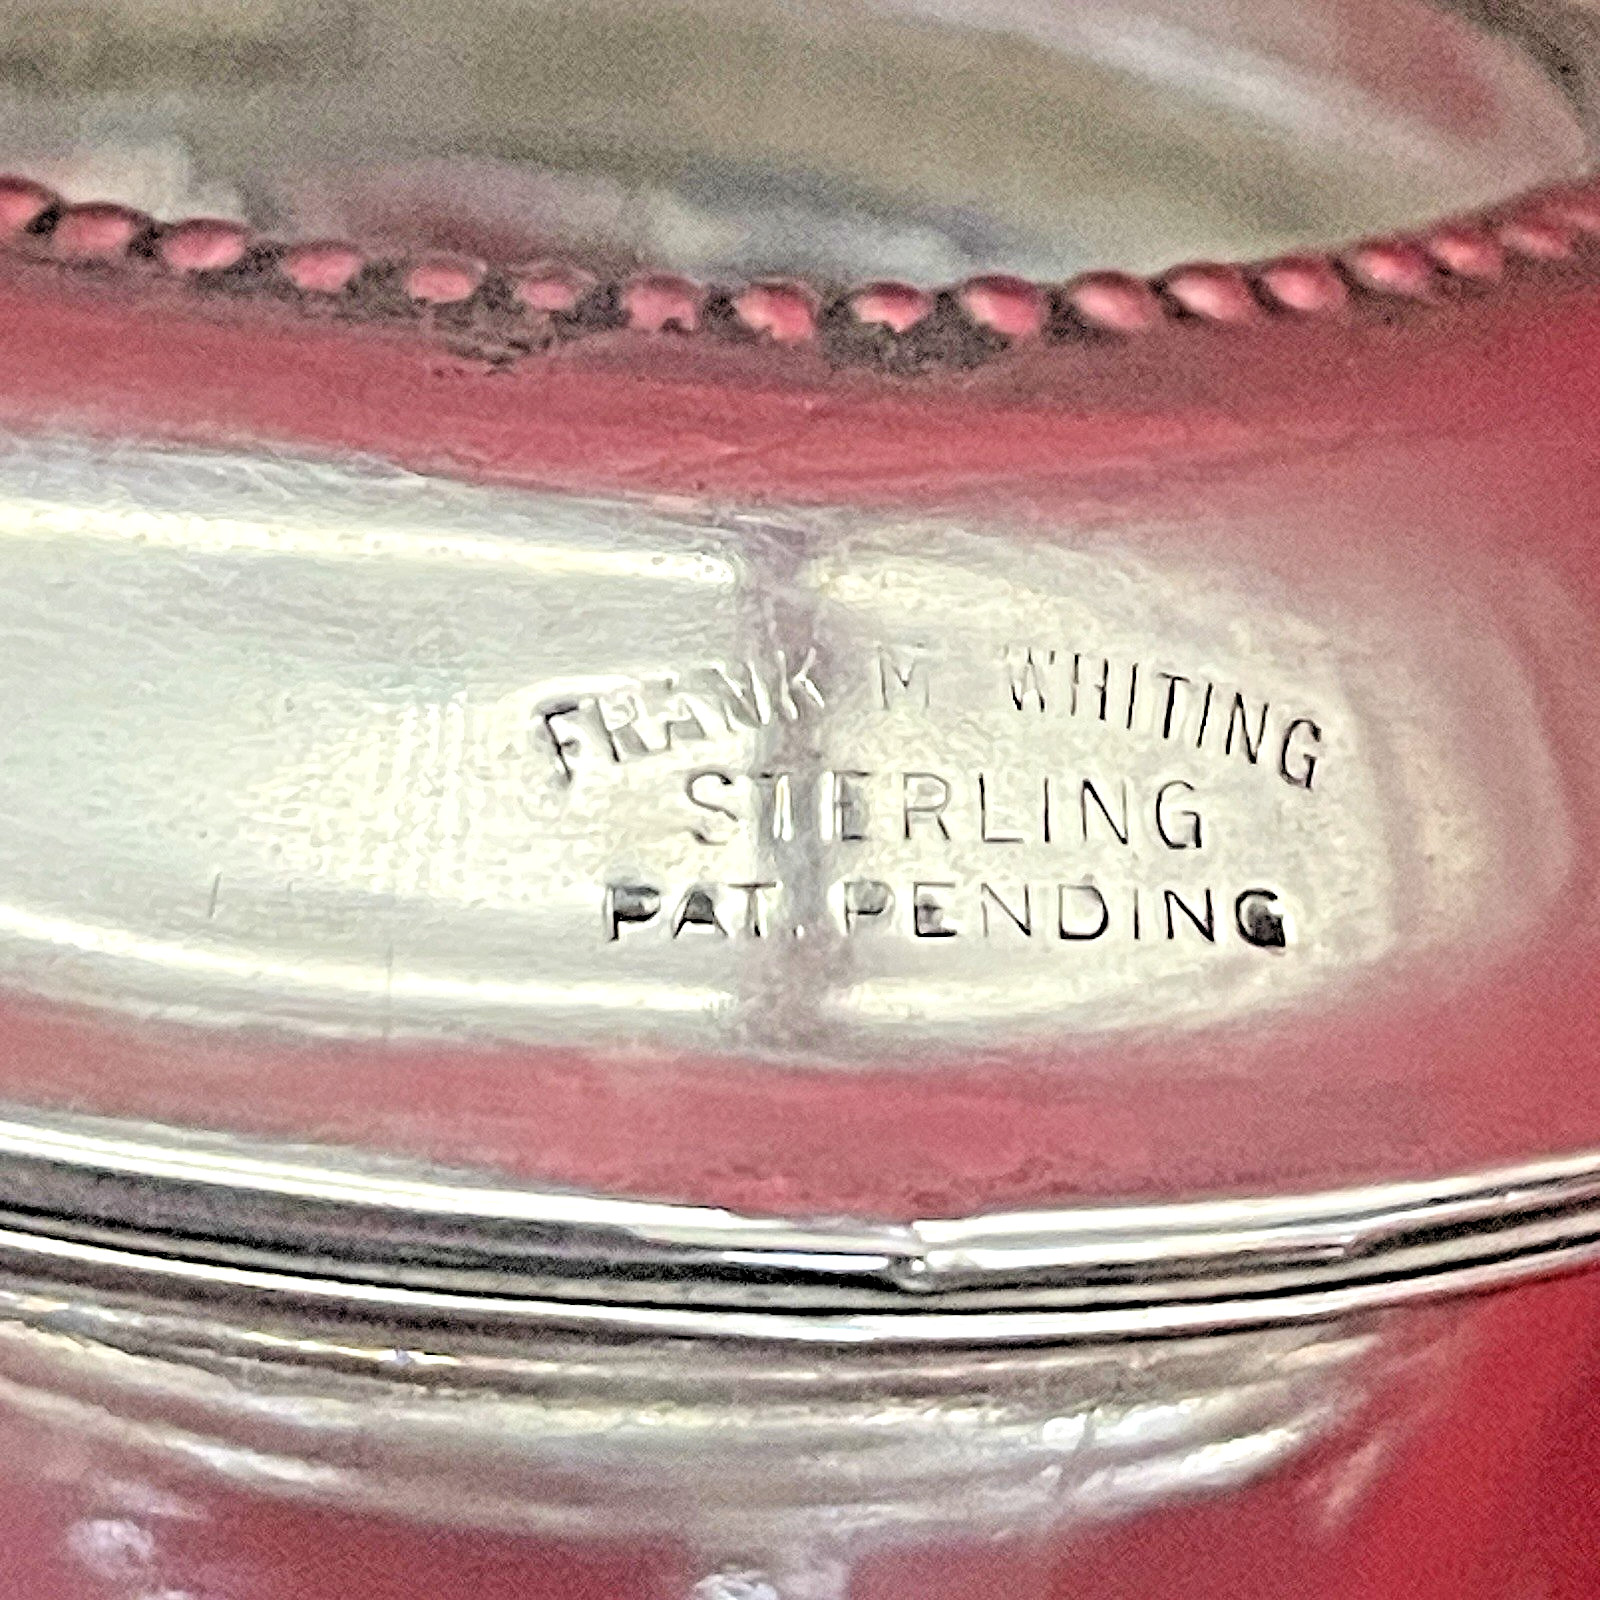 FRANK M WHITING
STERLING
PAT. PENDING